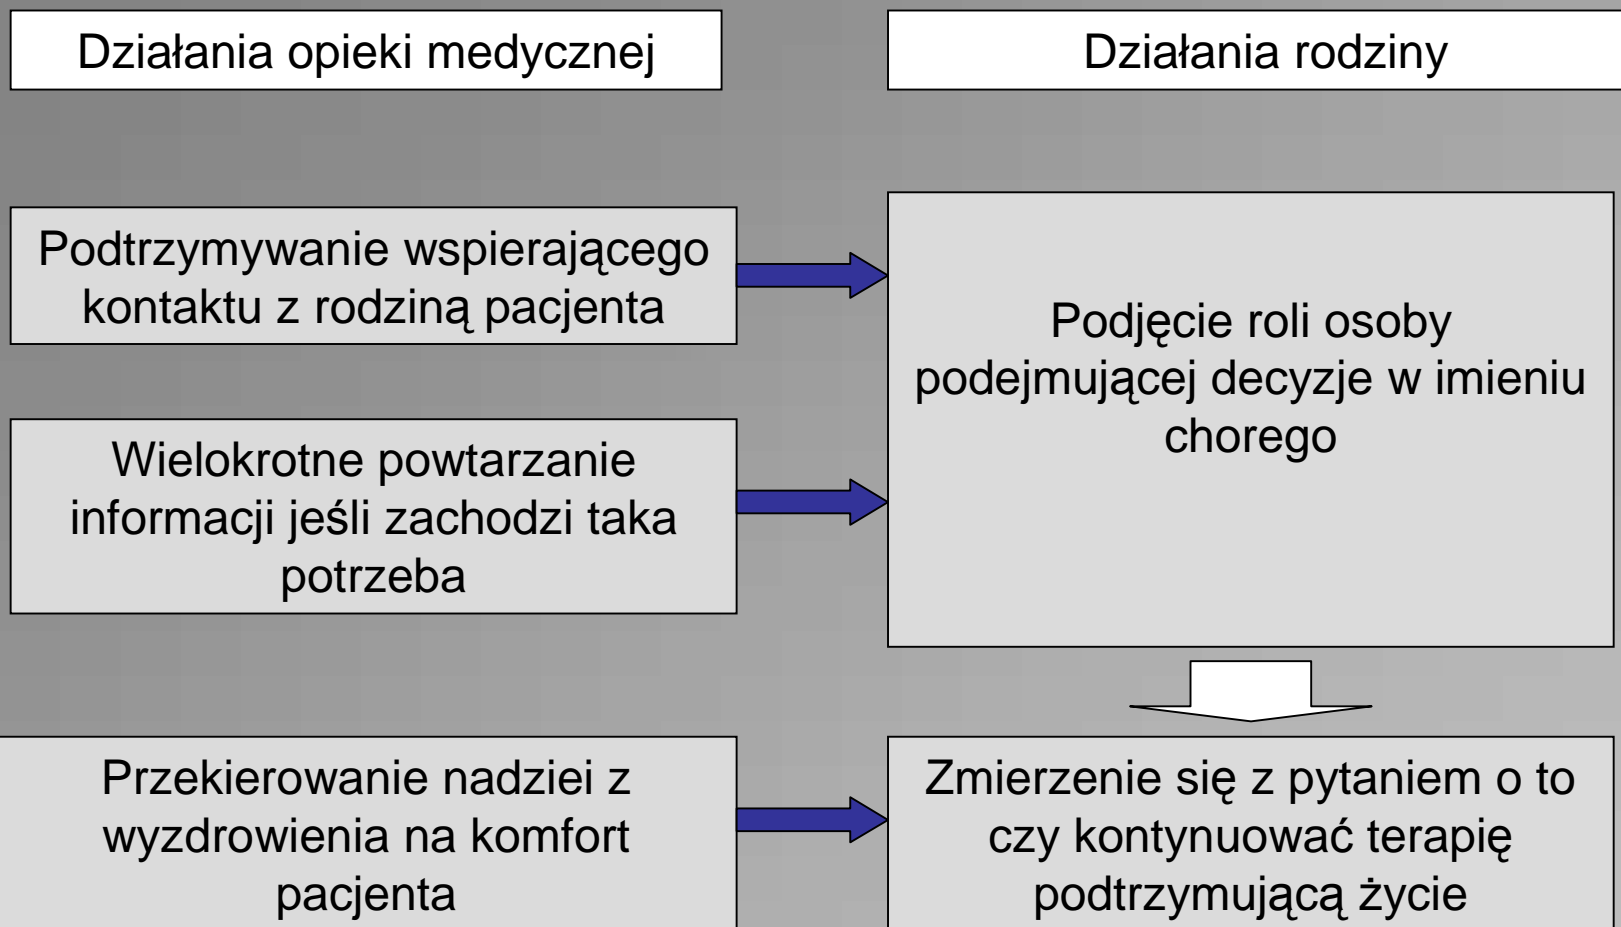 Działania opieki medycznej
Działania rodziny
Podtrzymywanie wspierającego
kontaktu z rodziną pacjenta
Wielokrotne powtarzanie
informacji jeśli zachodzi taka
potrzeba
Podjęcie roli osoby
podejmującej decyzje w imieniu
chorego
Przekierowanie nadziei z
wyzdrowienia na komfort
pacjenta
Zmierzenie się z pytaniem o to
czy kontynuować terapię
podtrzymującą życie